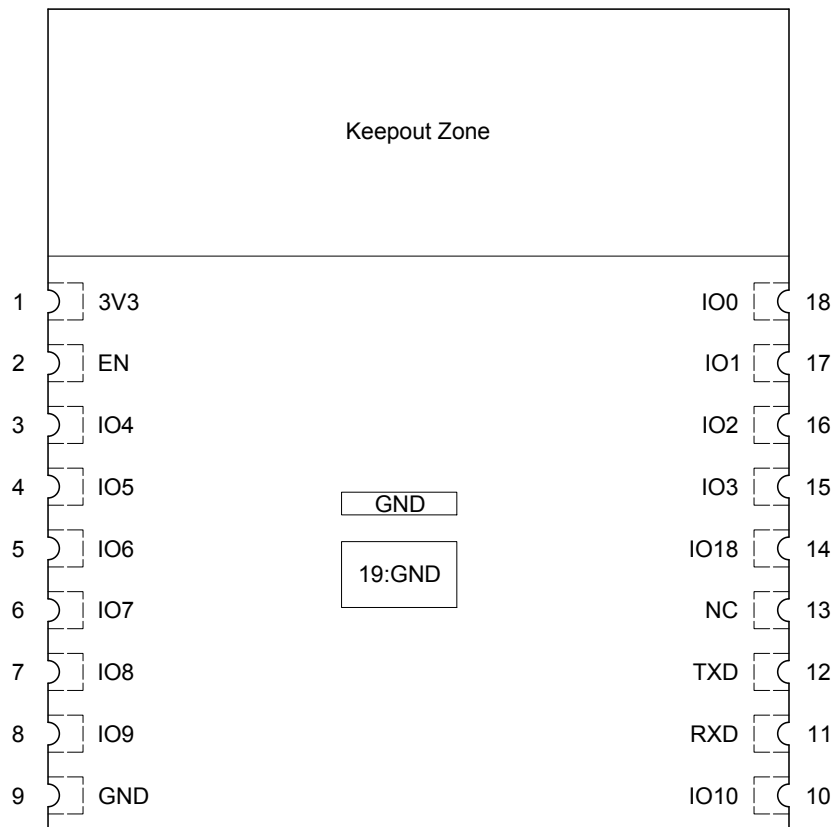 Keepout Zone
1 3V3 IO0 18
2 EN IO1 17
3 IO4 IO2 16
4 IO5 IO3 15
GND
5 IO6 IO18 14
19:GND
6 IO7 NC 13
7 IO8 TXD 12
8 IO9 RXD 11
9 GND IO10 10